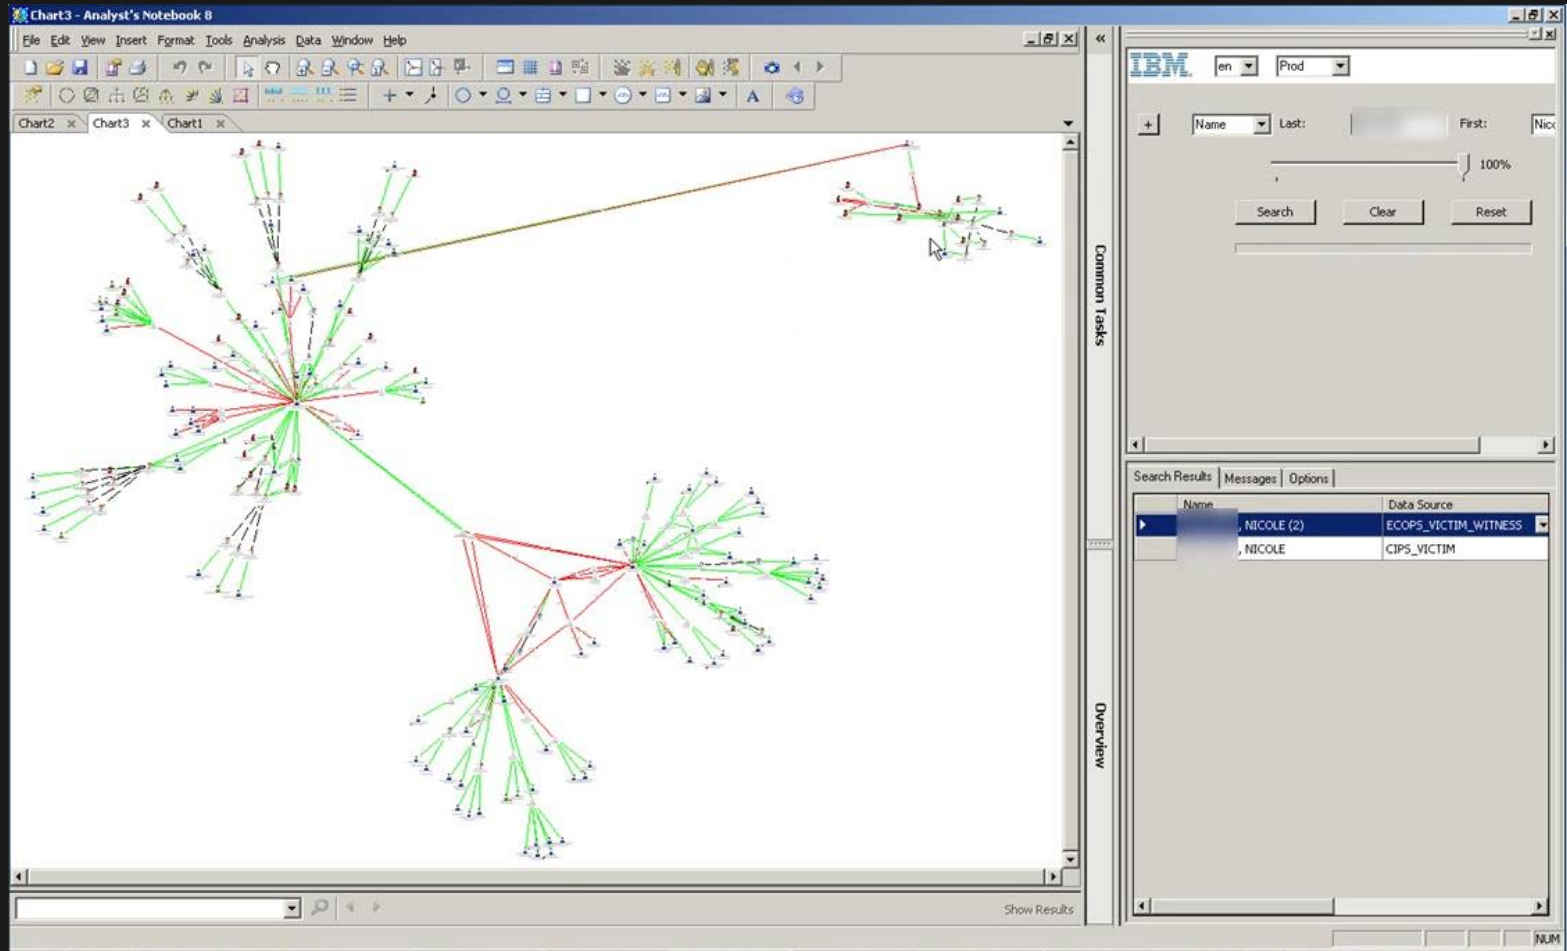 Chart3 - Analyst's Notebook 8
File Edit View Insert Format Tools Analysis Data Window Help
Chart2 Chart3 Chart1
Common Tasks
Overview
Show Results
IBM en Prod
+ Name Last: First: Nico
100%
Search Clear Reset
Search Results Messages Options
Name Data Source
, NICOLE (2) ECOPS_VICTIM_WITNESS
, NICOLE CIPS_VICTIM
NUM